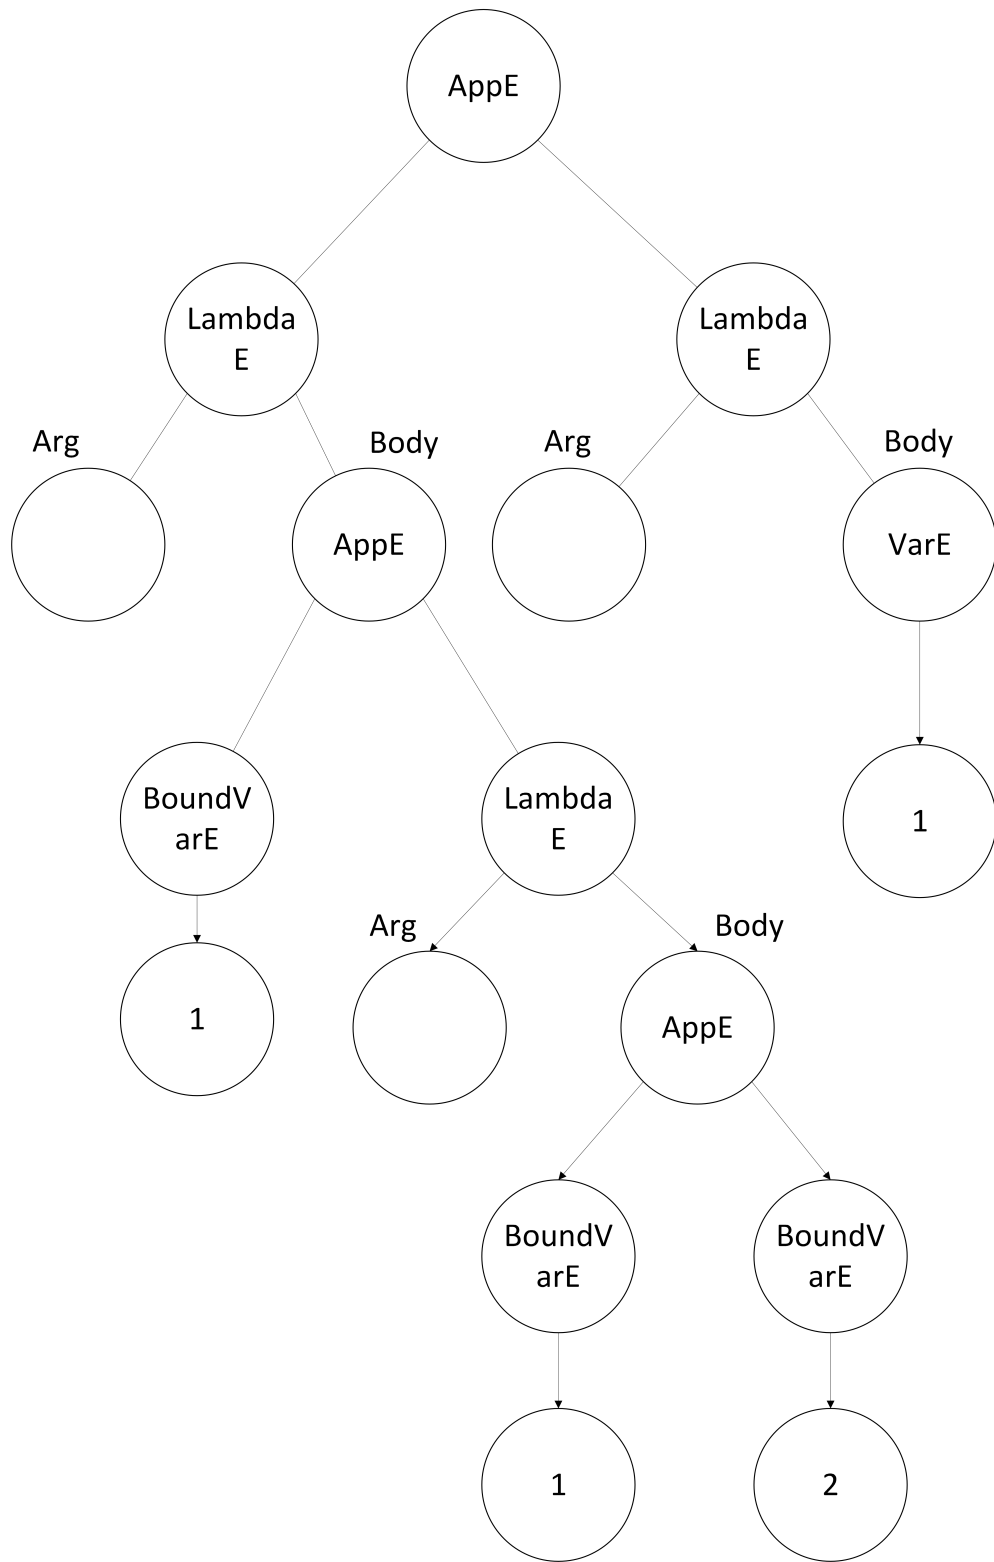 AppE
Lambda
E
Lambda
E
Arg
Body
Arg
Body
AppE
VarE
BoundV
arE
Lambda
E
1
Arg
Body
1
AppE
BoundV
arE
BoundV
arE
1
2